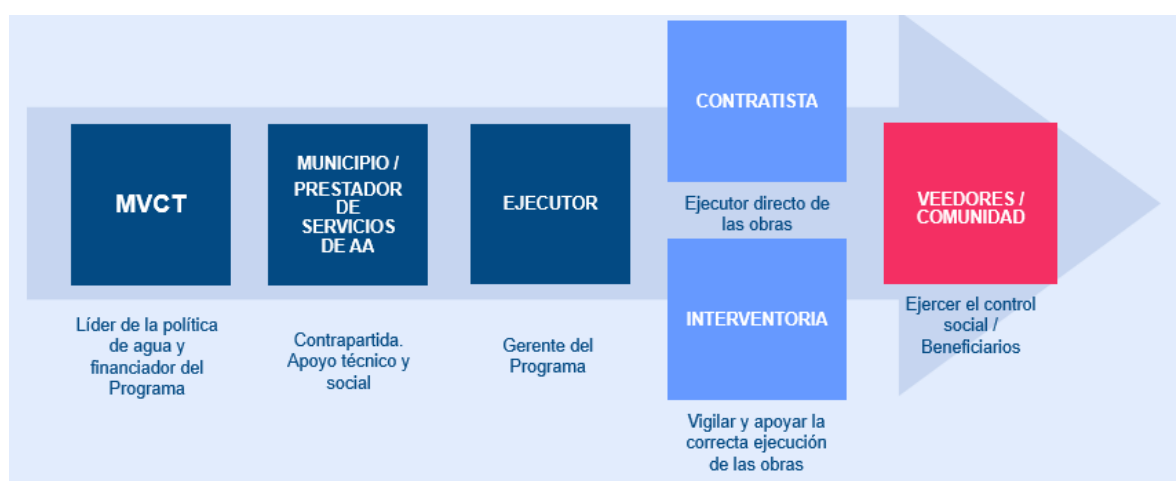 MVCT
Líder de la política
de agua y
financiador del
Programa
MUNICIPIO /
PRESTADOR
DE
SERVICIOS
DE AA
Contrapartida.
Apoyo técnico y
social
EJECUTOR
Gerente del
Programa
CONTRATISTA
Ejecutor directo de
las obras
INTERVENTORIA
Vigilar y apoyar la
correcta ejecución
de las obras
VEEDORES /
COMUNIDAD
Ejercer el control
social /
Beneficiarios